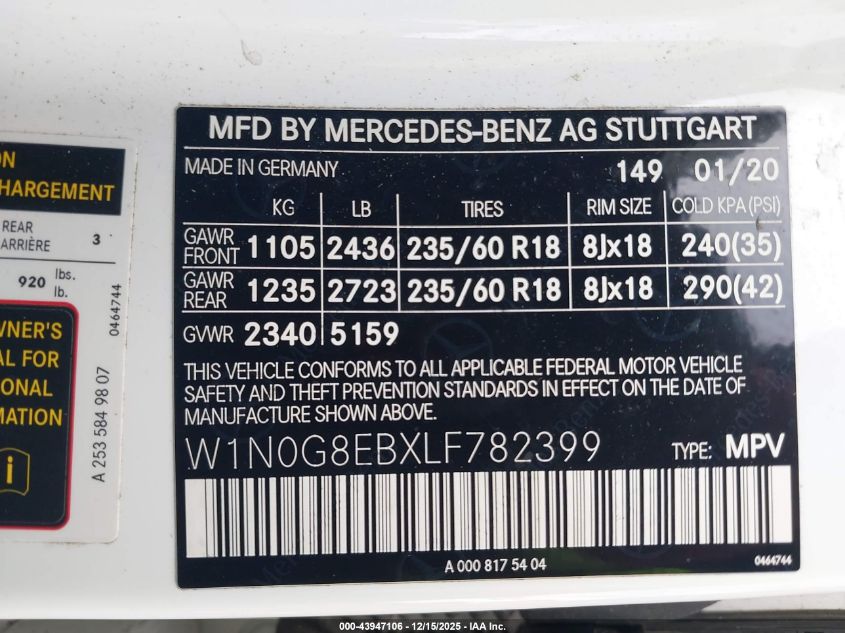 ON
HARGEMENT
REAR
ARRIÈRE 3
920 lbs.
lb.
WNER'S
AL FOR
IONAL
MATION
i
0464744
A 253 584 98 07
MFD BY MERCEDES-BENZ AG STUTTGART
MADE IN GERMANY 149 01/20
KG LB TIRES RIM SIZE COLD KPA(PSI)
GAWR FRONT 1105 2436 235/60 R18 8Jx18 240(35)
GAWR REAR 1235 2723 235/60 R18 8Jx18 290(42)
GVWR 2340 5159
THIS VEHICLE CONFORMS TO ALL APPLICABLE FEDERAL MOTOR VEHICLE
SAFETY AND THEFT PREVENTION STANDARDS IN EFFECT ON THE DATE OF
MANUFACTURE SHOWN ABOVE.
W1N0G8EBXLF782399 TYPE: MPV
A 000 817 54 04 0464744
000-43947106 - 12/15/2025 - IAA Inc.